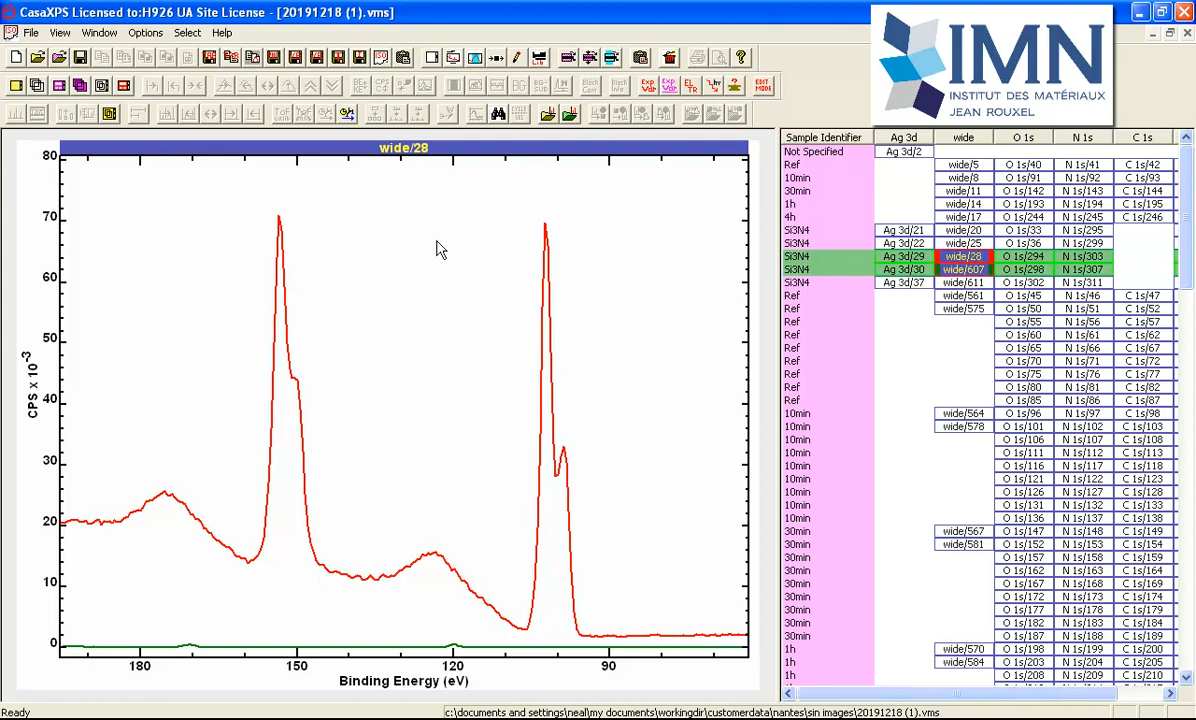 CasaXPS Licensed to:H926 UA Site License - [20191218 (1).vms]
File View Window Options Select Help
IMN
INSTITUT DES MATÉRIAUX
JEAN ROUXEL
wide/28
80
70
60
50
40
30
20
10
0
CPS x 10⁻³
180 150 120 90
Binding Energy (eV)
Sample Identifier Ag 3d wide O 1s N 1s C 1s
Not Specified Ag 3d/2
Ref wide/5 O 1s/40 N 1s/41 C 1s/42
10min wide/8 O 1s/91 N 1s/92 C 1s/93
30min wide/11 O 1s/142 N 1s/143 C 1s/144
1h wide/14 O 1s/193 N 1s/194 C 1s/195
4h wide/17 O 1s/244 N 1s/245 C 1s/246
Si3N4 Ag 3d/21 wide/20 O 1s/33 N 1s/295
Si3N4 Ag 3d/22 wide/25 O 1s/36 N 1s/299
Si3N4 Ag 3d/29 wide/28 O 1s/294 N 1s/303
Si3N4 Ag 3d/30 wide/607 O 1s/298 N 1s/307
Si3N4 Ag 3d/37 wide/611 O 1s/302 N 1s/311
Ref wide/561 O 1s/45 N 1s/46 C 1s/47
Ref wide/575 O 1s/50 N 1s/51 C 1s/52
Ref O 1s/55 N 1s/56 C 1s/57
Ref O 1s/60 N 1s/61 C 1s/62
Ref O 1s/65 N 1s/66 C 1s/67
Ref O 1s/70 N 1s/71 C 1s/72
Ref O 1s/75 N 1s/76 C 1s/77
Ref O 1s/80 N 1s/81 C 1s/82
Ref O 1s/85 N 1s/86 C 1s/87
10min wide/564 O 1s/96 N 1s/97 C 1s/98
10min wide/578 O 1s/101 N 1s/102 C 1s/103
10min O 1s/106 N 1s/107 C 1s/108
10min O 1s/111 N 1s/112 C 1s/113
10min O 1s/116 N 1s/117 C 1s/118
10min O 1s/121 N 1s/122 C 1s/123
10min O 1s/126 N 1s/127 C 1s/128
10min O 1s/131 N 1s/132 C 1s/133
10min O 1s/136 N 1s/137 C 1s/138
30min wide/567 O 1s/147 N 1s/148 C 1s/149
30min wide/581 O 1s/152 N 1s/153 C 1s/154
30min O 1s/157 N 1s/158 C 1s/159
30min O 1s/162 N 1s/163 C 1s/164
30min O 1s/167 N 1s/168 C 1s/169
30min O 1s/172 N 1s/173 C 1s/174
30min O 1s/177 N 1s/178 C 1s/179
30min O 1s/182 N 1s/183 C 1s/184
30min O 1s/187 N 1s/188 C 1s/189
1h wide/570 O 1s/198 N 1s/199 C 1s/200
1h wide/584 O 1s/203 N 1s/204 C 1s/205
1h O 1s/208 N 1s/209 C 1s/210
Ready c:\documents and settings\neal\my documents\workingdir\customerdata\nantes\sin images\20191218 (1).vms